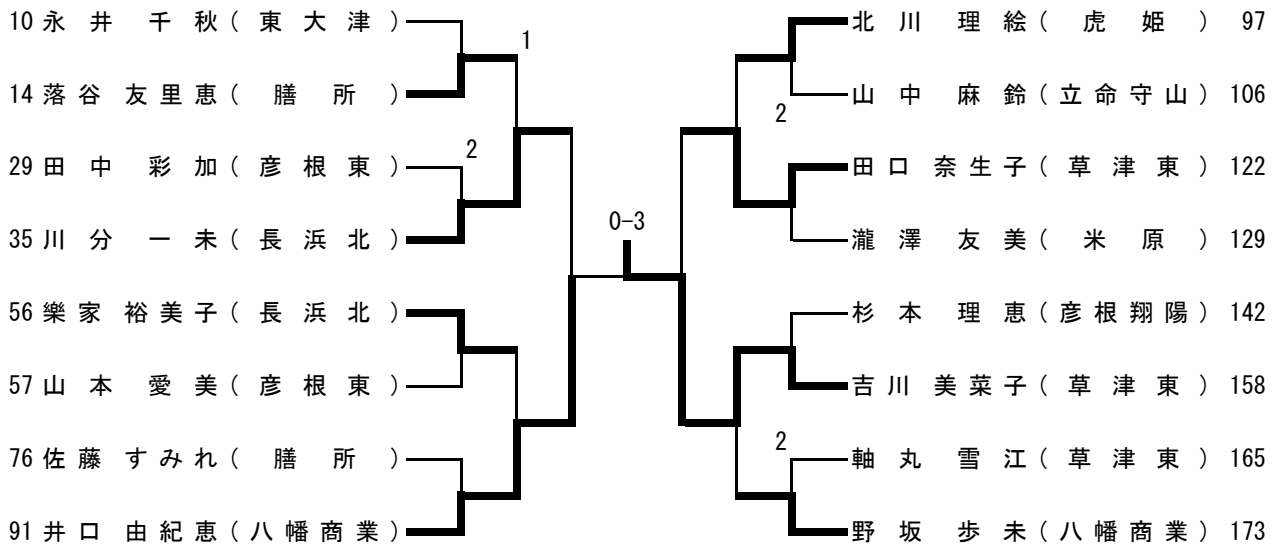 10 永井 千秋 ( 東大津 )
1
14 落谷 友里恵 ( 膳所 )
29 田中 彩加 ( 彦根東 )
2
35 川分 一未 ( 長浜北 )
56 樂家 裕美子 ( 長浜北 )
57 山本 愛美 ( 彦根東 )
76 佐藤 すみれ ( 膳所 )
91 井口 由紀恵 ( 八幡商業 )
0-3
北川 理絵 ( 虎姫 ) 97
山中 麻鈴 ( 立命守山 ) 106
2
田口 奈生子 ( 草津東 ) 122
瀧澤 友美 ( 米原 ) 129
杉本 理恵 ( 彦根翔陽 ) 142
吉川 美菜子 ( 草津東 ) 158
2
軸丸 雪江 ( 草津東 ) 165
野坂 歩未 ( 八幡商業 ) 173